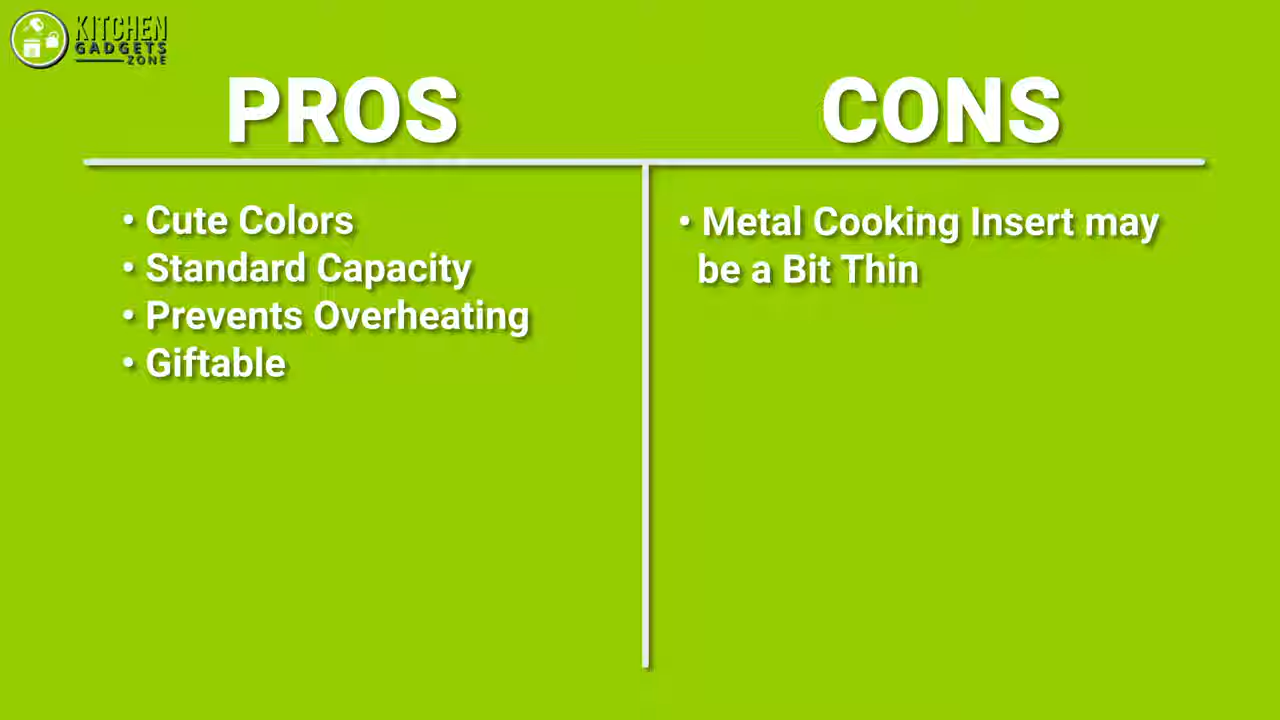 KITCHEN
GADGETS
ZONE
PROS
CONS
• Cute Colors
• Standard Capacity
• Prevents Overheating
• Giftable
• Metal Cooking Insert may
be a Bit Thin